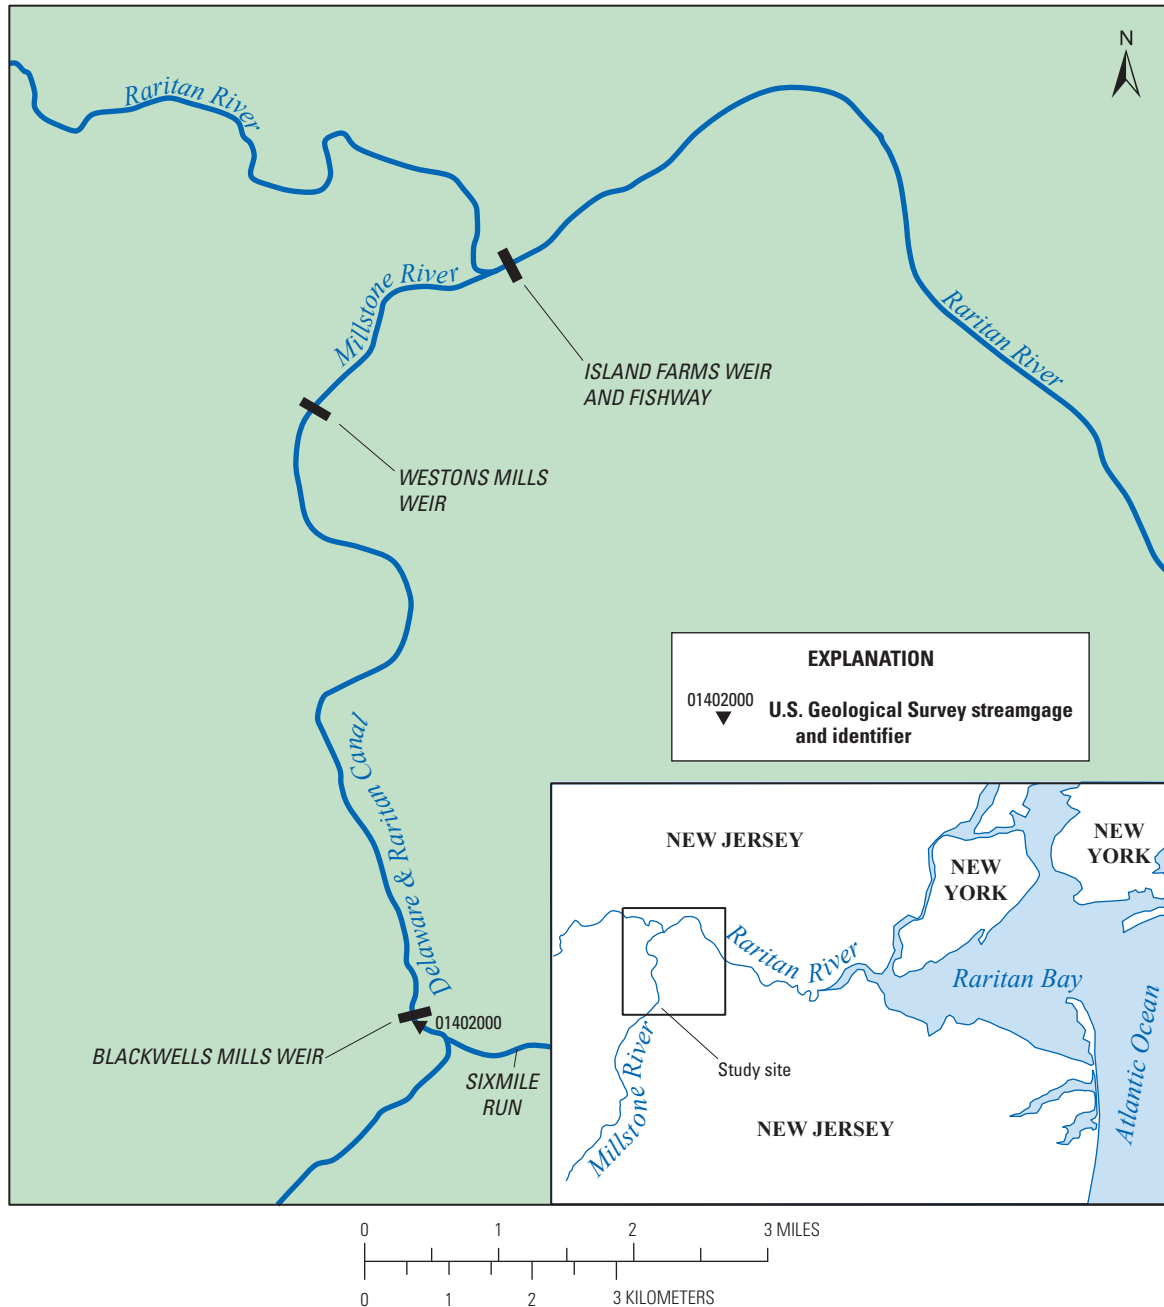 N
Raritan River
Millstone River
ISLAND FARMS WEIR
AND FISHWAY
Raritan River
WESTONS MILLS
WEIR
EXPLANATION
01402000
U.S. Geological Survey streamgage
and identifier
Delaware & Raritan Canal
01402000
BLACKWELLS MILLS WEIR
SIXMILE
RUN
NEW JERSEY
NEW
YORK
NEW
YORK
Raritan River
Raritan Bay
Atlantic Ocean
Millstone River
Study site
NEW JERSEY
0 1 2 3 MILES
0 1 2 3 KILOMETERS